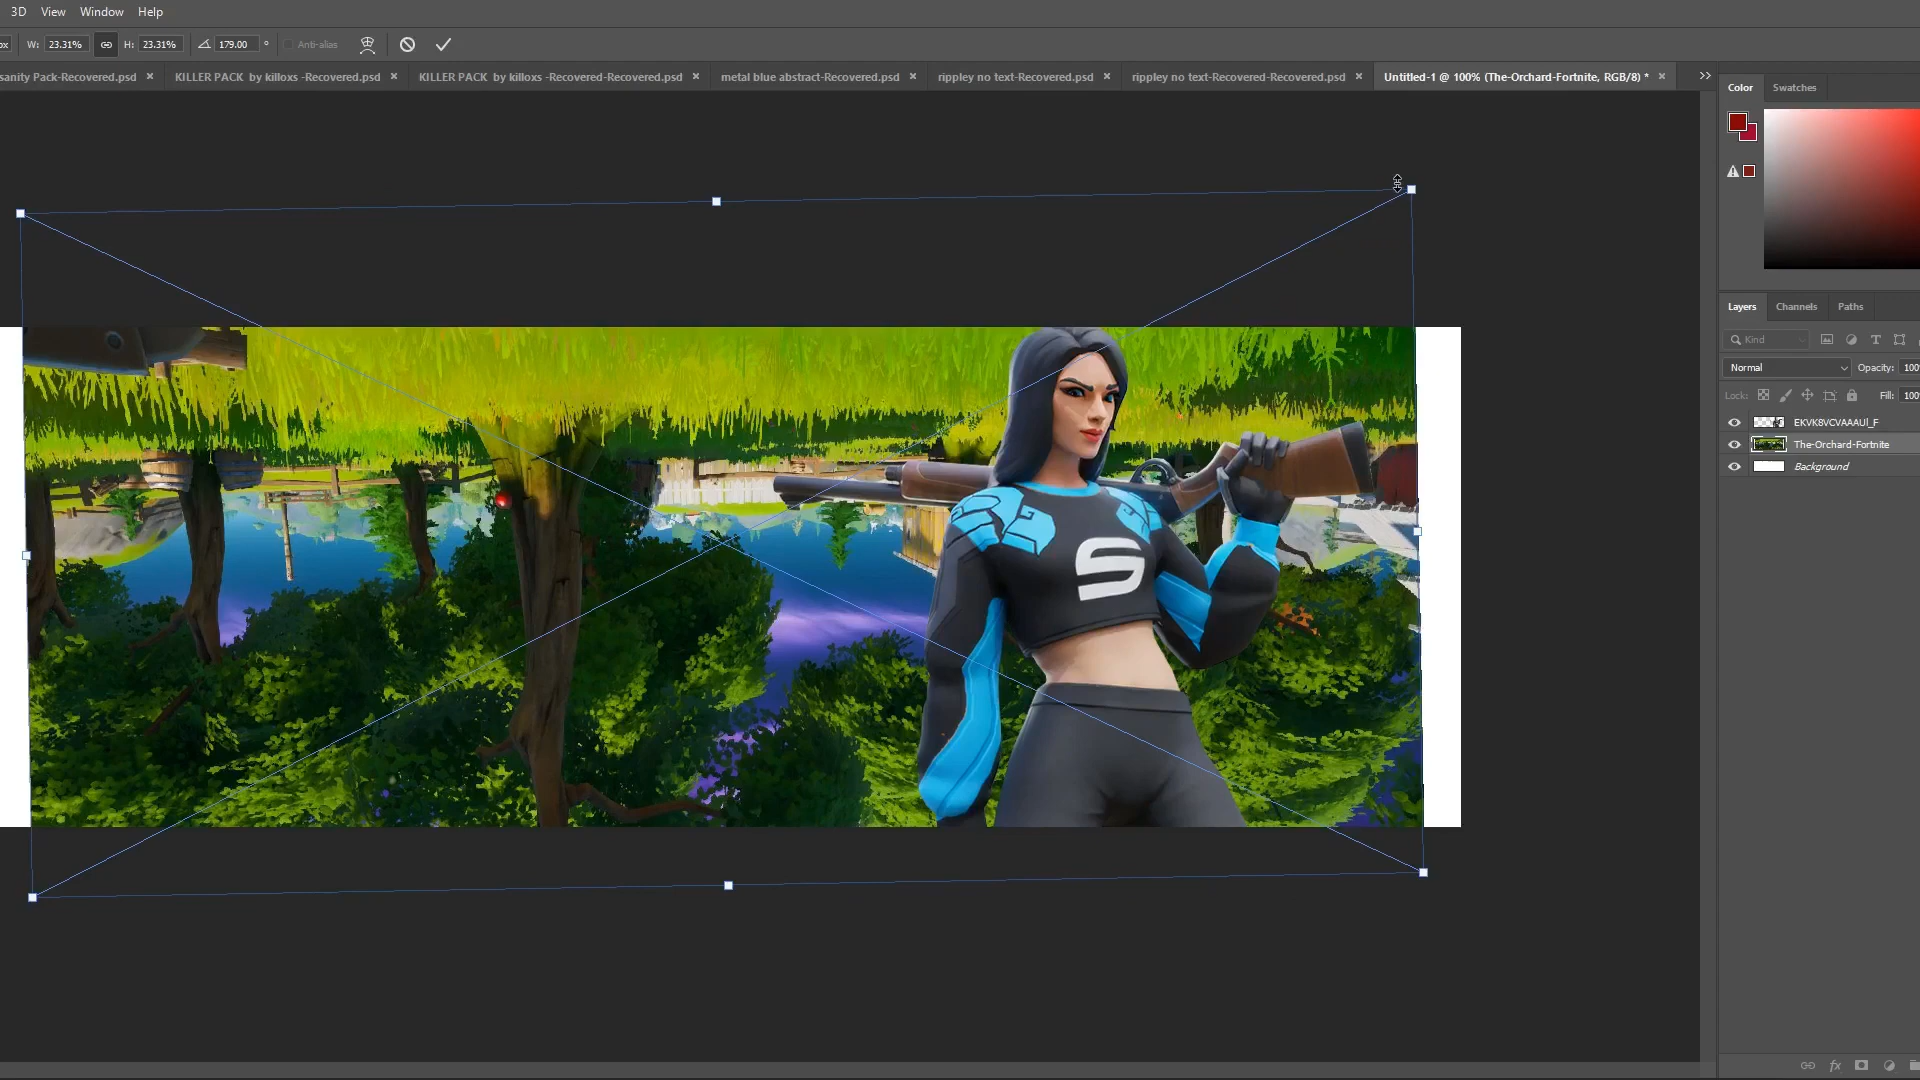 3D View Window Help
W: 23.31% H: 23.31% 179.00 ° Anti-alias
sanity Pack-Recovered.psd × KILLER PACK by killoxs -Recovered.psd × KILLER PACK by killoxs -Recovered-Recovered.psd × metal blue abstract-Recovered.psd × rippley no text-Recovered.psd × rippley no text-Recovered-Recovered.psd × Untitled-1 @ 100% (The-Orchard-Fortnite, RGB/8) * ×
Color Swatches
Layers Channels Paths
Kind
Normal Opacity: 100
Lock: Fill: 100
The-Orchard-Fortnite
Background
S
fx